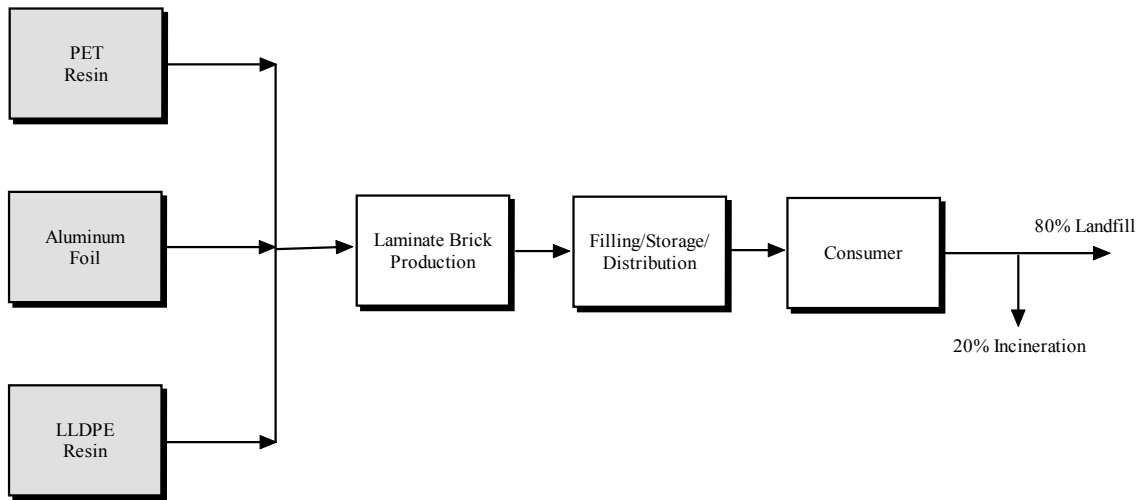 PET
Resin
Aluminum
Foil
LLDPE
Resin
Laminate Brick
Production
Filling/Storage/
Distribution
Consumer
80% Landfill
20% Incineration